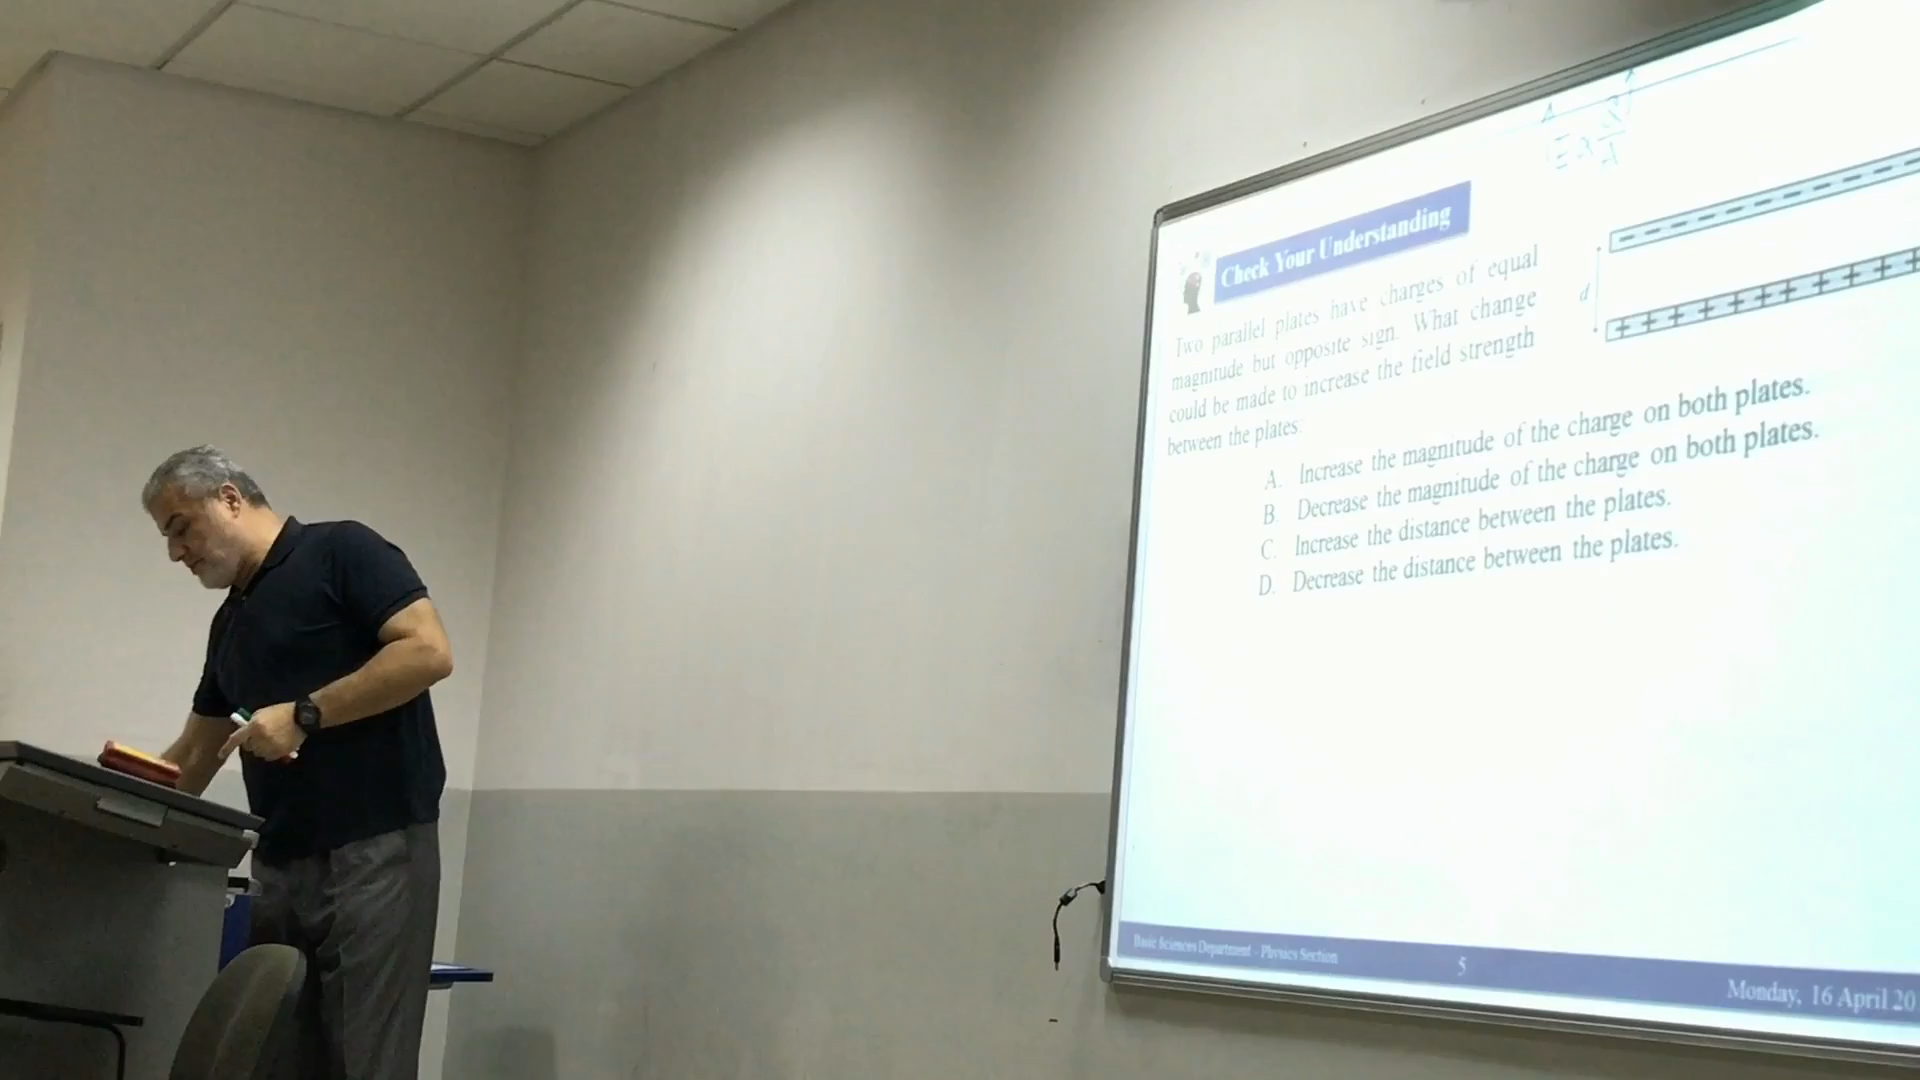 Check Your Understanding
Two parallel plates have charges of equal
magnitude but opposite sign. What change
could be made to increase the field strength
between the plates:
d
A. Increase the magnitude of the charge on both plates.
B. Decrease the magnitude of the charge on both plates.
C. Increase the distance between the plates.
D. Decrease the distance between the plates.
Basic Sciences Department - Physics Section
5
Monday, 16 April 20